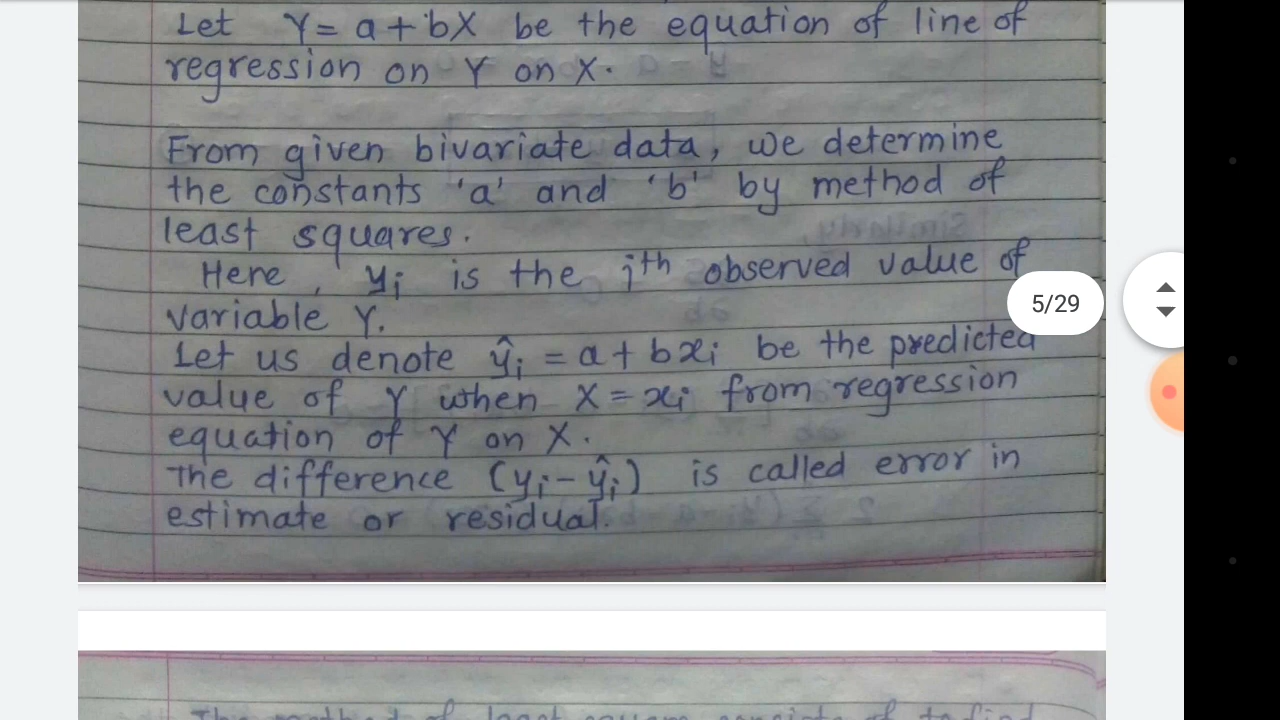 Let Y = a + bX be the equation of line of
regression on Y on X.
From given bivariate data, we determine
the constants 'a' and 'b' by method of
least squares.
Here , yi is the ith observed value of
variable Y.
5/29
Let us denote ŷi = a + bxi be the predicted
value of Y when X = xi from regression
equation of Y on X.
The difference (yi - ŷi) is called error in
estimate or residual.